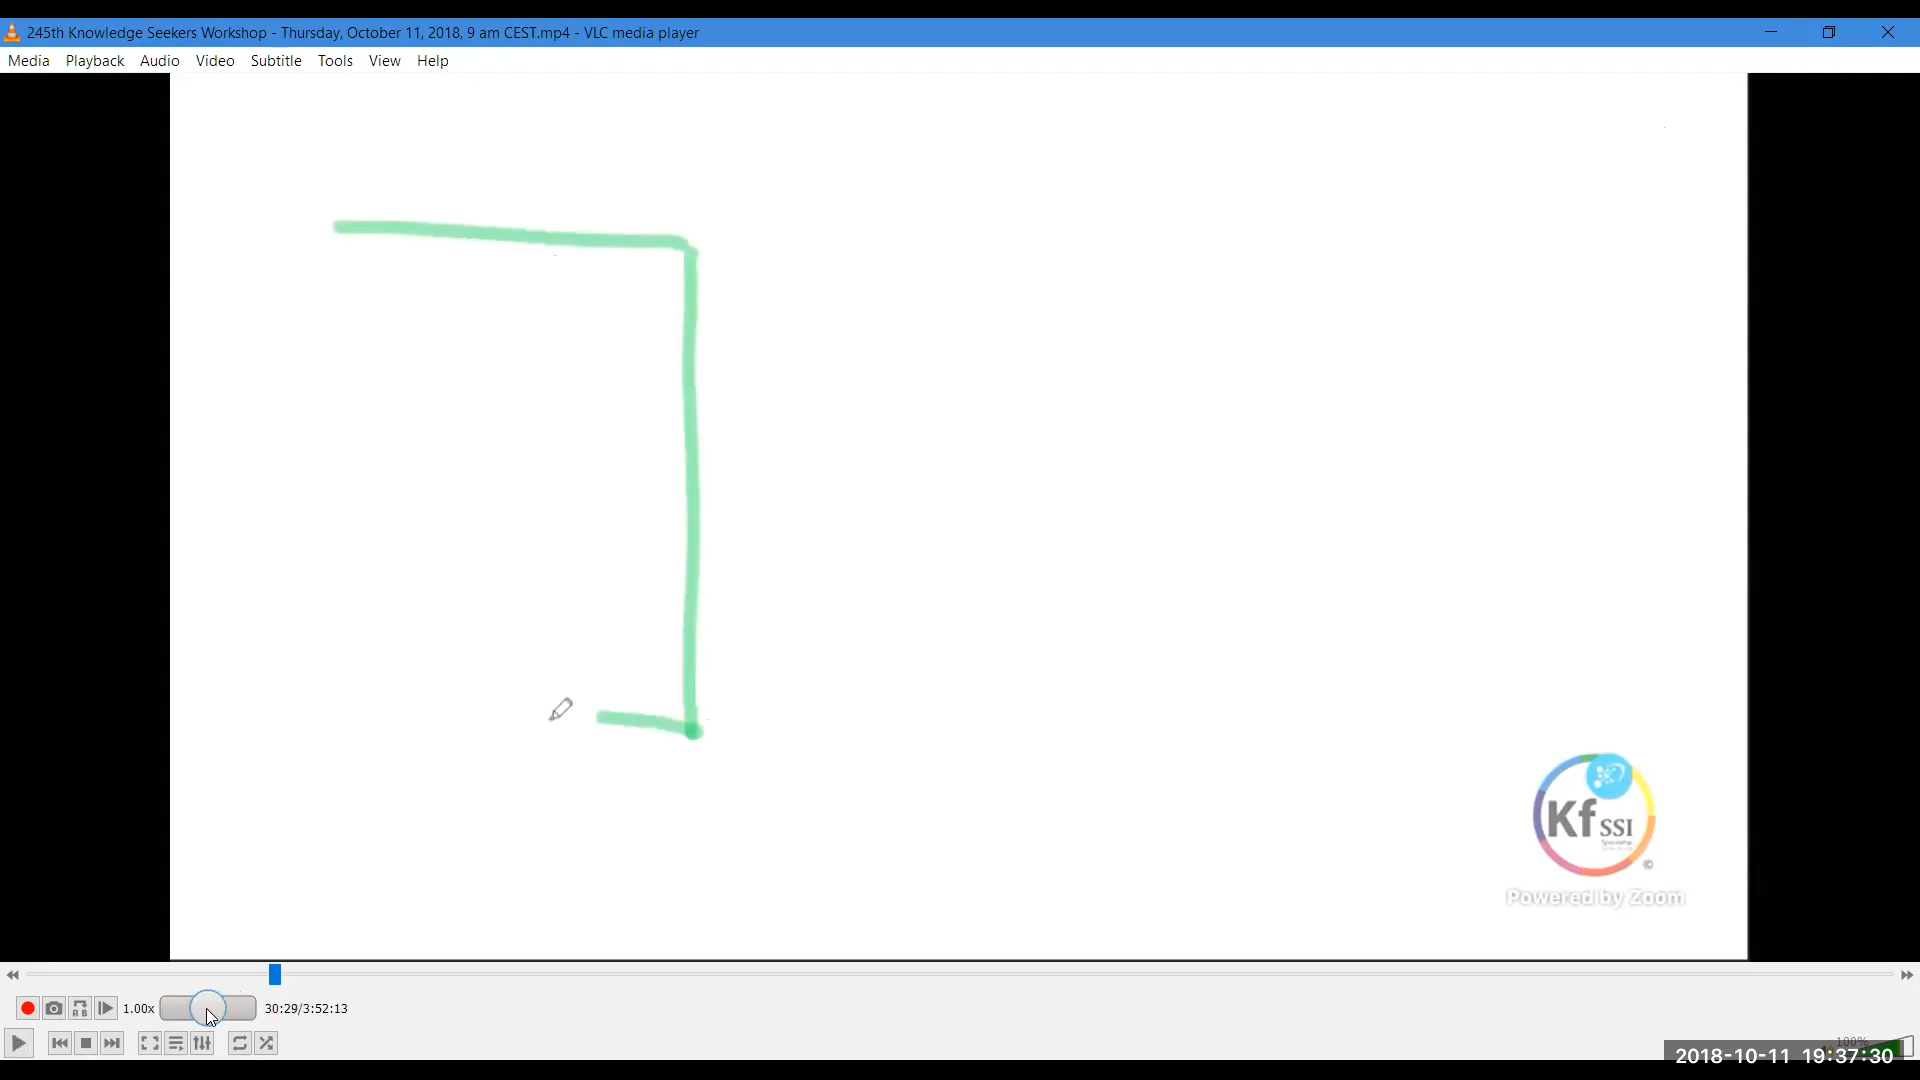 245th Knowledge Seekers Workshop - Thursday, October 11, 2018, 9 am CEST.mp4 - VLC media player
Media Playback Audio Video Subtitle Tools View Help
Kf SSI
Spaceship
©
Powered by Zoom
1.00x 30:29/3:52:13
100%
2018-10-11 19:37:30